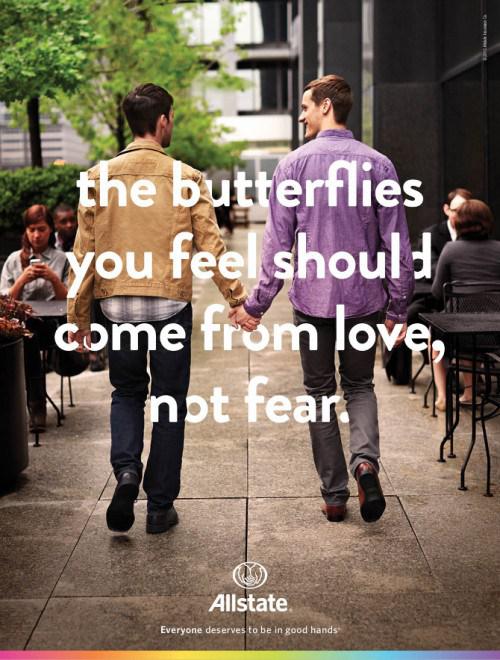 the butterflies
you feel should
come from love,
not fear.
Allstate®
Everyone deserves to be in good hands®